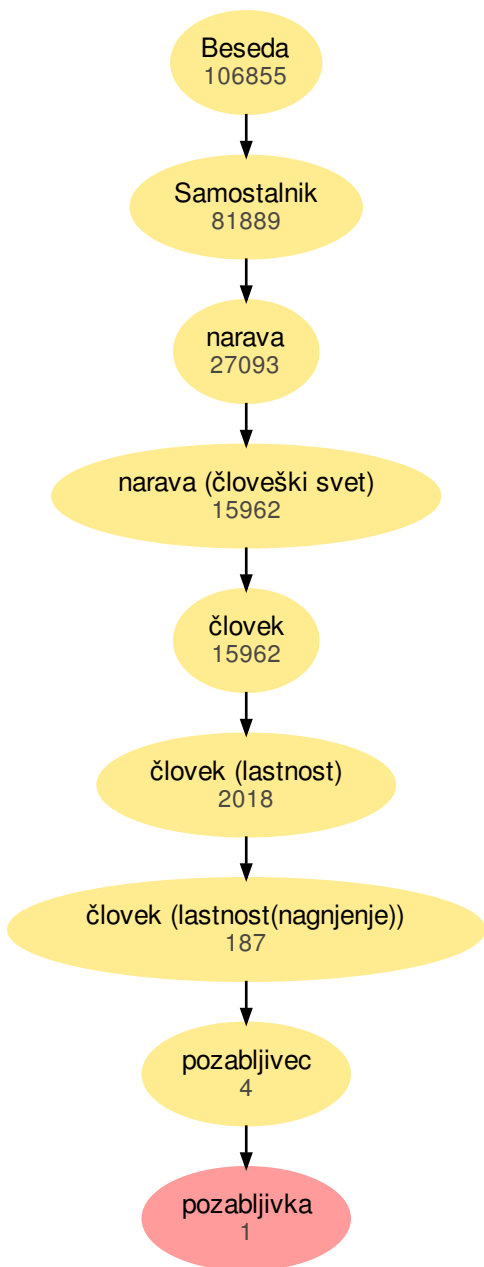 Beseda
106855
Samostalnik
81889
narava
27093
narava (človeški svet)
15962
človek
15962
človek (lastnost)
2018
človek (lastnost(nagnjenje))
187
pozabljivec
4
pozabljivka
1